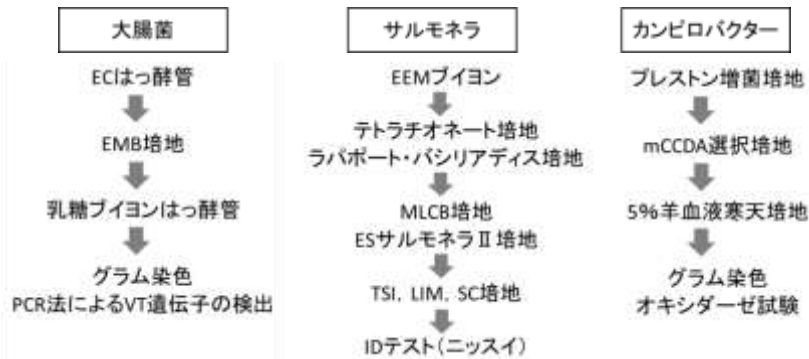 大腸菌
ECはっ酵管
EMB培地
乳糖ブイヨンはっ酵管
グラム染色
PCR法によるVT遺伝子の検出
サルモネラ
EEMブイヨン
テトラチオネート培地
ラパポート・バシリアディス培地
MLCB培地
ESサルモネラⅡ培地
TSI, LIM, SC培地
IDテスト(ニッスイ)
カンピロバクター
プレストン増菌培地
mCCDA選択培地
5%羊血液寒天培地
グラム染色
オキシダーゼ試験